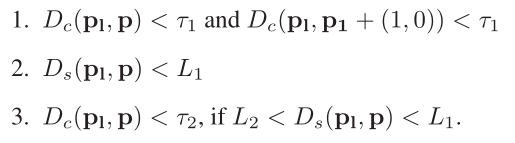 1. D_c(p_l, p) < τ_1 and D_c(p_l, p_1 + (1, 0)) < τ_1
2. D_s(p_l, p) < L_1
3. D_c(p_l, p) < τ_2, if L_2 < D_s(p_l, p) < L_1.